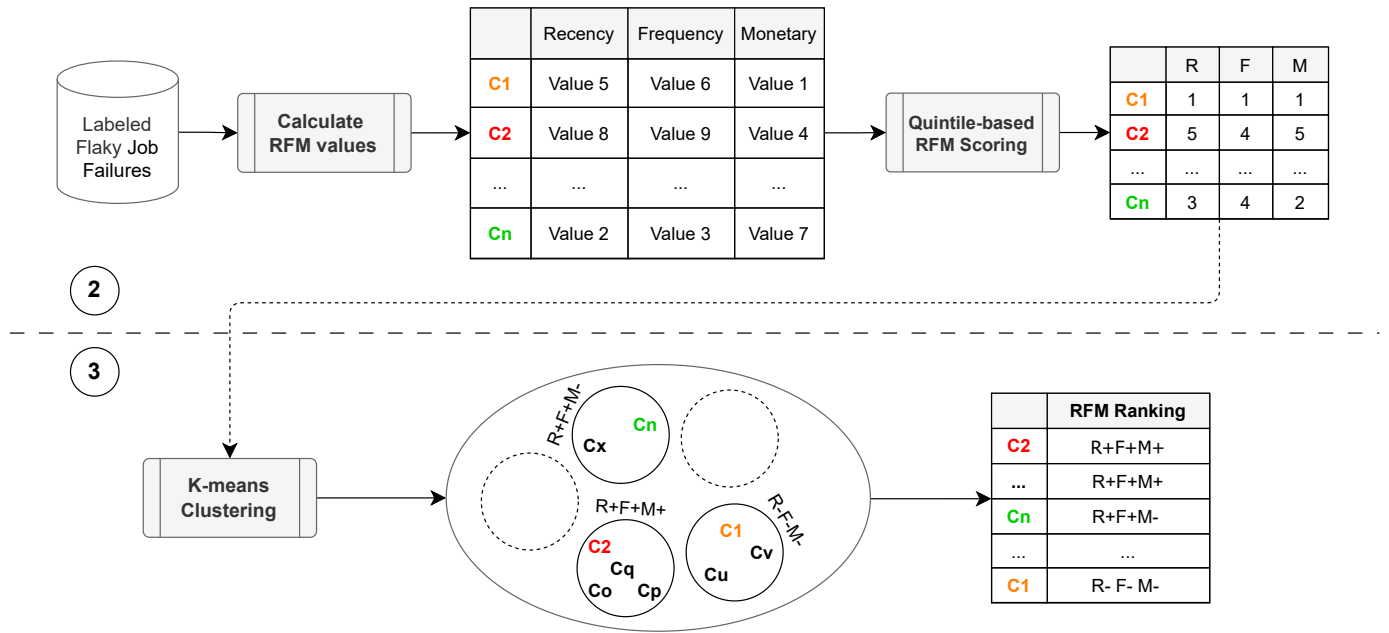 Labeled
Flaky Job
Failures
Calculate
RFM values
Recency Frequency Monetary
C1 Value 5 Value 6 Value 1
C2 Value 8 Value 9 Value 4
... ... ... ...
Cn Value 2 Value 3 Value 7
Quintile-based
RFM Scoring
R F M
C1 1 1 1
C2 5 4 5
... ... ... ...
Cn 3 4 2
2
3
K-means
Clustering
R+F+M-
Cn
Cx
R+F+M+
C2
Cq
Co Cp
R-F-M-
C1
Cv
Cu
RFM Ranking
C2 R+F+M+
... R+F+M+
Cn R+F+M-
... ...
C1 R- F- M-